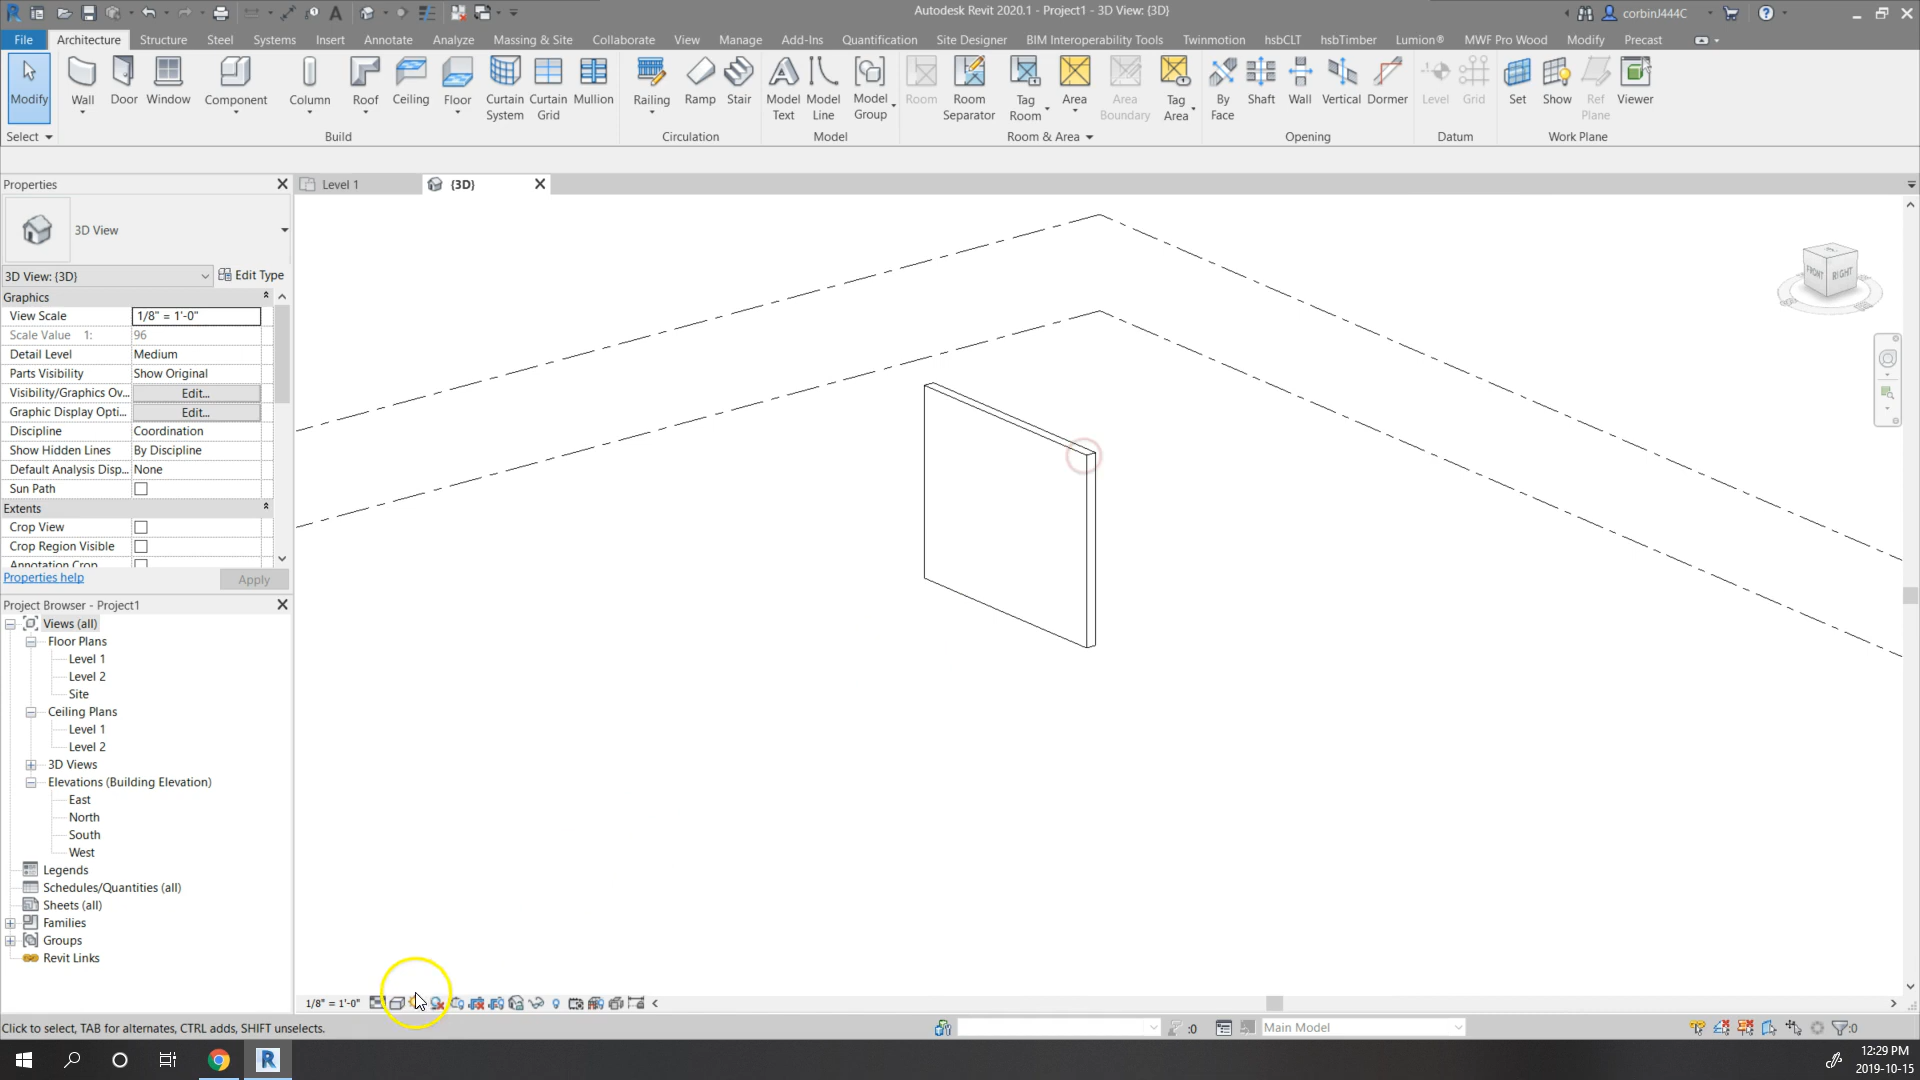 Autodesk Revit 2020.1 - Project1 - 3D View: {3D}
corbinJ444C
File Architecture Structure Steel Systems Insert Annotate Analyze Massing & Site Collaborate View Manage Add-Ins Quantification Site Designer BIM Interoperability Tools Twinmotion hsbCLT hsbTimber Lumion® MWF Pro Wood Modify Precast
Modify Wall Door Window Component Column Roof Ceiling Floor Curtain System Curtain Grid Mullion Railing Ramp Stair Model Text Model Line Model Group Room Room Separator Tag Room Area Area Boundary Tag Area By Face Shaft Wall Vertical Dormer Level Grid Set Show Ref Plane Viewer
Select Build Circulation Model Room & Area Opening Datum Work Plane
Properties
Level 1
{3D}
3D View
3D View: {3D}
Edit Type
Graphics
View Scale 1/8" = 1'-0"
Scale Value 1: 96
Detail Level Medium
Parts Visibility Show Original
Visibility/Graphics Ov... Edit...
Graphic Display Opti... Edit...
Discipline Coordination
Show Hidden Lines By Discipline
Default Analysis Disp... None
Sun Path
Extents
Crop View
Crop Region Visible
Annotation Crop
Properties help
Apply
FRONT RIGHT
Project Browser - Project1
Views (all)
Floor Plans
Level 1
Level 2
Site
Ceiling Plans
Level 1
Level 2
3D Views
Elevations (Building Elevation)
East
North
South
West
Legends
Schedules/Quantities (all)
Sheets (all)
Families
Groups
Revit Links
1/8" = 1'-0"
Click to select, TAB for alternates, CTRL adds, SHIFT unselects.
:0
Main Model
:0
12:29 PM
2019-10-15